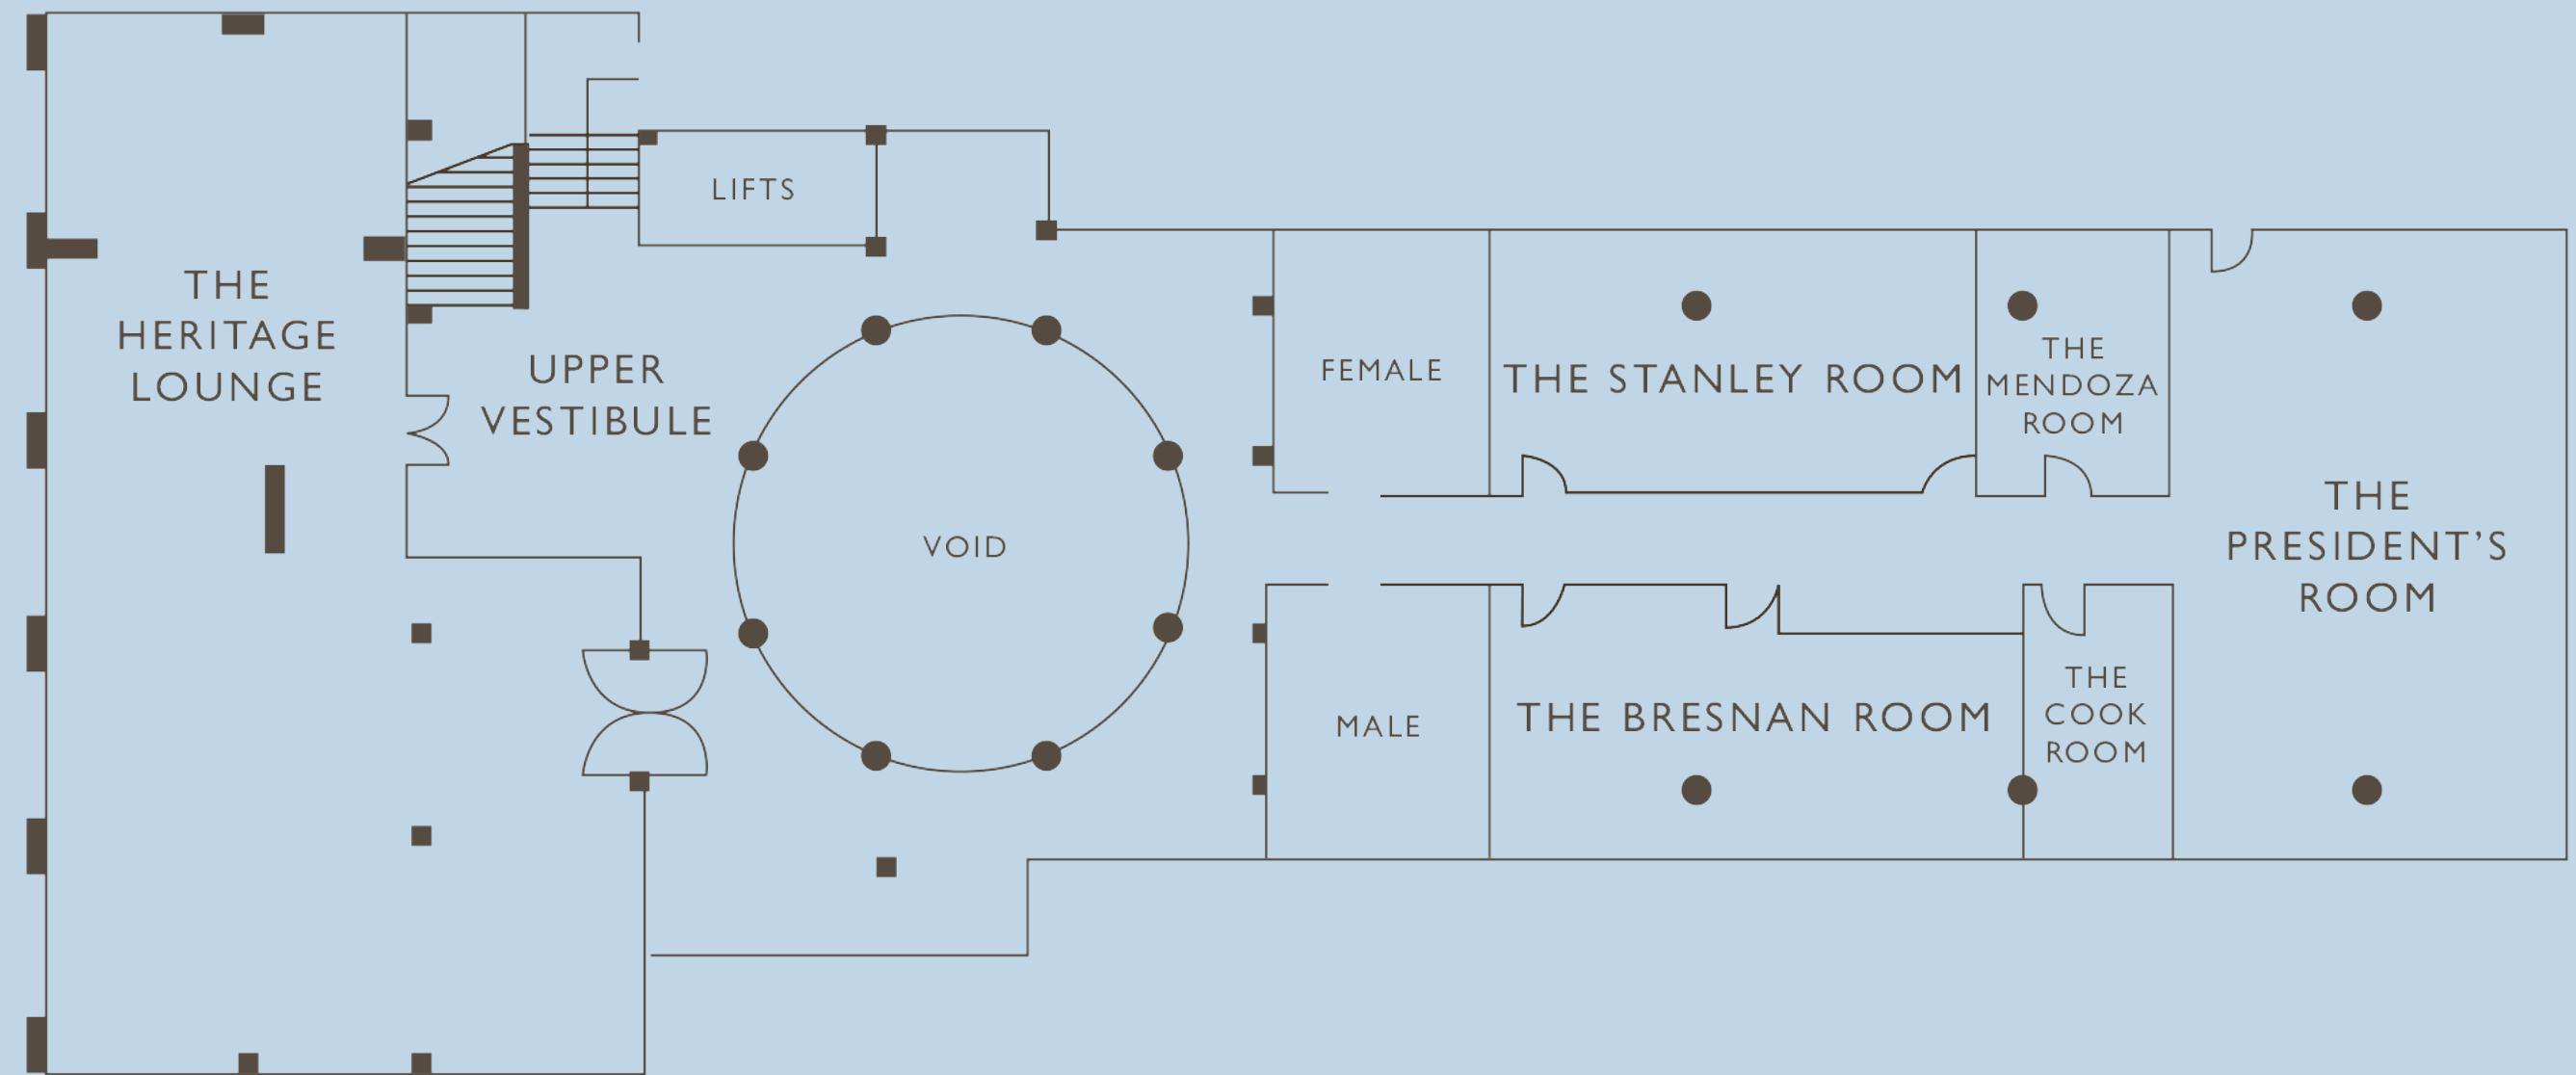 THE
HERITAGE
LOUNGE
UPPER
VESTIBULE
LIFTS
VOID
FEMALE
MALE
THE STANLEY ROOM
THE
MENDOZA
ROOM
THE BRESNAN ROOM
THE
COOK
ROOM
THE
PRESIDENT’S
ROOM